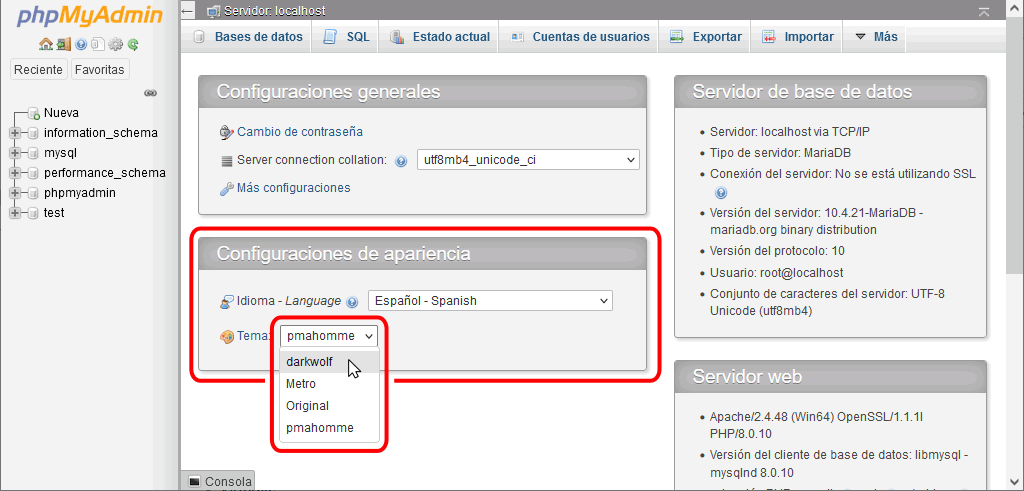 phpMyAdmin
Reciente Favoritas
Nueva
information_schema
mysql
performance_schema
phpmyadmin
test
Servidor: localhost
Bases de datos SQL Estado actual Cuentas de usuarios Exportar Importar Más
Configuraciones generales
Cambio de contraseña
Server connection collation: utf8mb4_unicode_ci
Más configuraciones
Configuraciones de apariencia
Idioma - Language Español - Spanish
Tema: pmahomme
darkwolf
Metro
Original
pmahomme
Servidor de base de datos
• Servidor: localhost via TCP/IP
• Tipo de servidor: MariaDB
• Conexión del servidor: No se está utilizando SSL
• Versión del servidor: 10.4.21-MariaDB -
mariadb.org binary distribution
• Versión del protocolo: 10
• Usuario: root@localhost
• Conjunto de caracteres del servidor: UTF-8
Unicode (utf8mb4)
Servidor web
• Apache/2.4.48 (Win64) OpenSSL/1.1.1l
PHP/8.0.10
• Versión del cliente de base de datos: libmysql -
mysqlnd 8.0.10
Consola